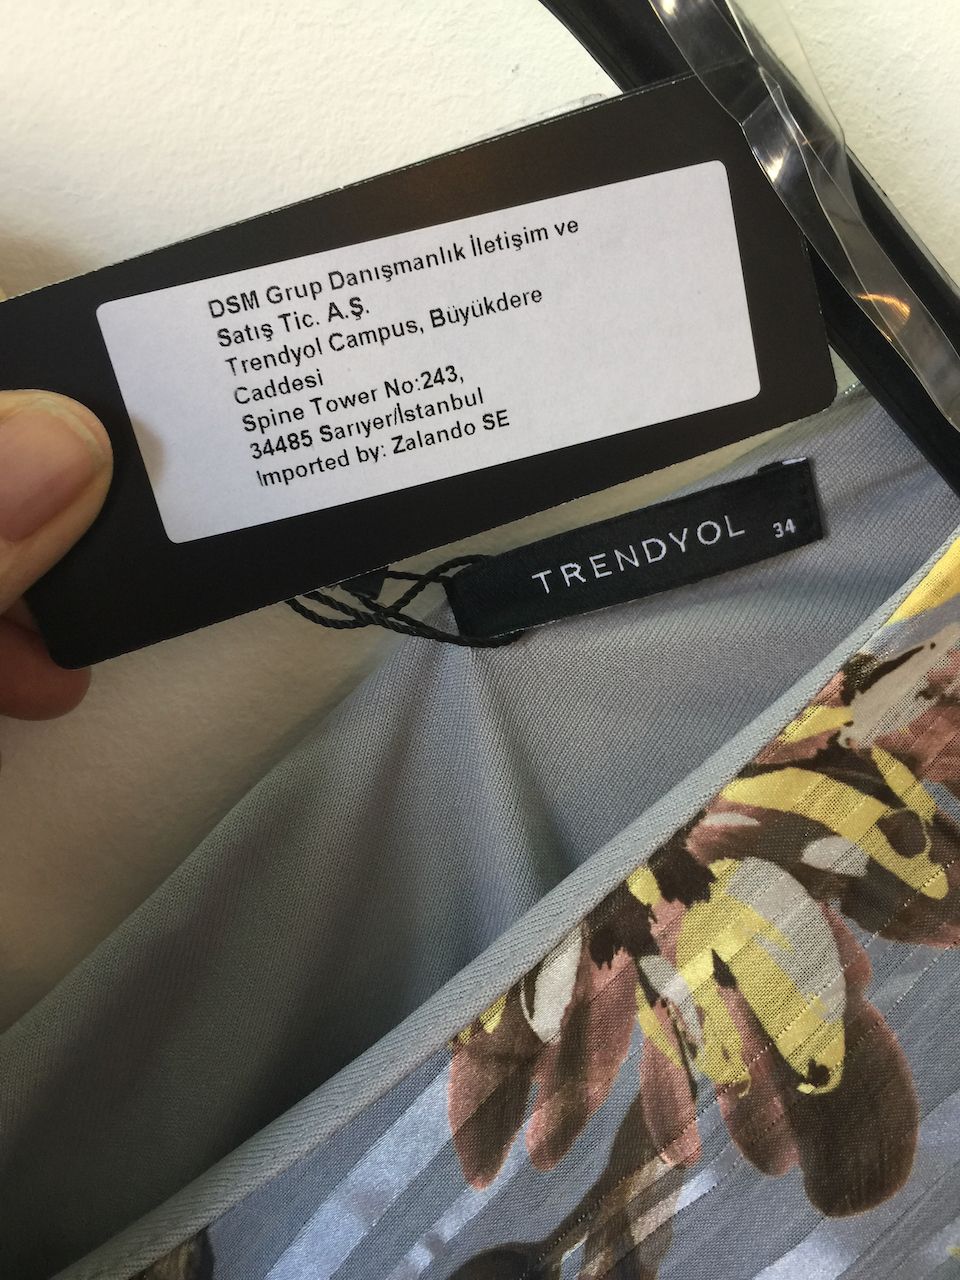 DSM Grup Danışmanlık İletişim ve
Satış Tic. A.Ş.
Trendyol Campus, Büyükdere
Caddesi
Spine Tower No:243,
34485 Sarıyer/İstanbul
Imported by: Zalando SE
TRENDYOL 34